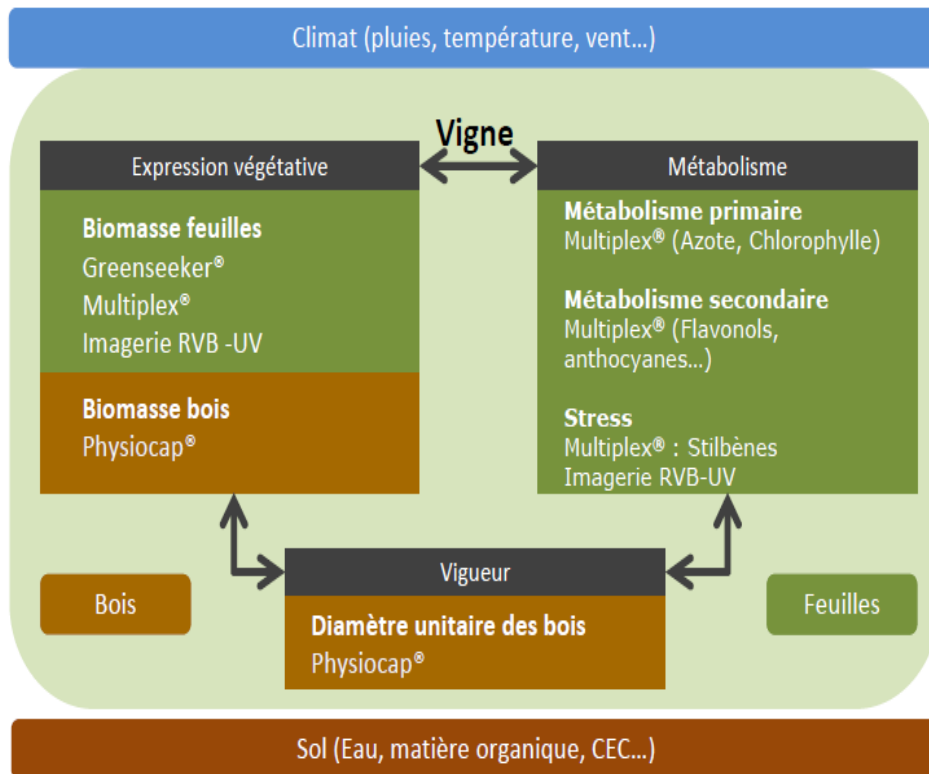 Climat (pluies, température, vent…)
Vigne
Expression végétative
Biomasse feuilles
Greenseeker®
Multiplex®
Imagerie RVB -UV
Biomasse bois
Physiocap®
Métabolisme
Métabolisme primaire
Multiplex® (Azote, Chlorophylle)
Métabolisme secondaire
Multiplex® (Flavonols,
anthocyanes…)
Stress
Multiplex® : Stilbènes
Imagerie RVB-UV
Bois
Vigueur
Diamètre unitaire des bois
Physiocap®
Feuilles
Sol (Eau, matière organique, CEC…)